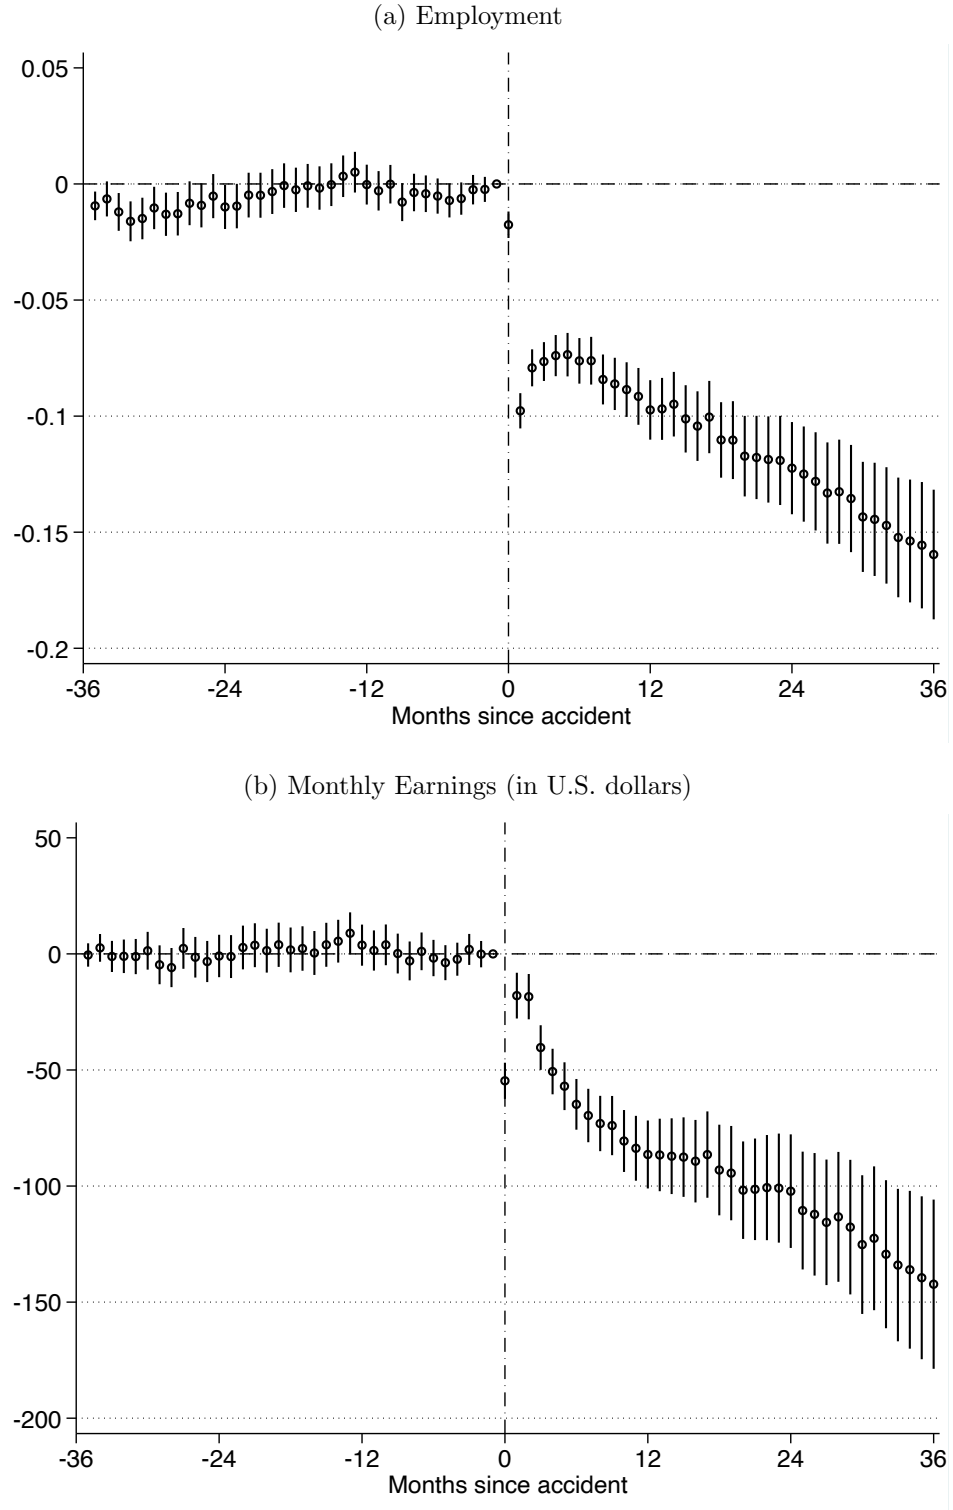 (a) Employment
0.05
0
-0.05
-0.1
-0.15
-0.2
-36 -24 -12 0 12 24 36
Months since accident
(b) Monthly Earnings (in U.S. dollars)
50
0
-50
-100
-150
-200
-36 -24 -12 0 12 24 36
Months since accident